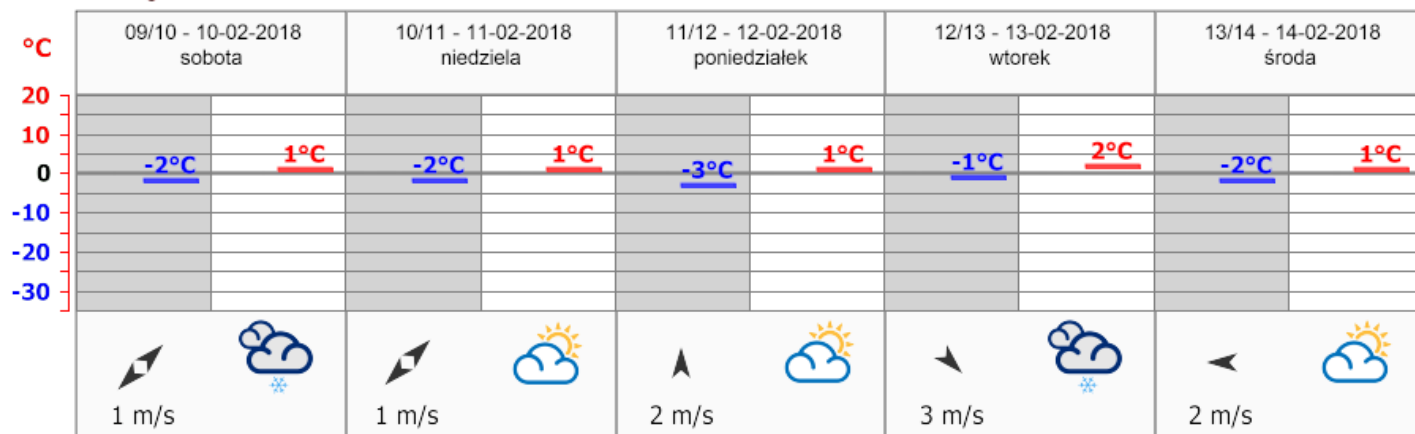 °C
09/10 - 10-02-2018
sobota
10/11 - 11-02-2018
niedziela
11/12 - 12-02-2018
poniedziałek
12/13 - 13-02-2018
wtorek
13/14 - 14-02-2018
środa
20
10
0
-10
-20
-30
-2°C
1°C
-2°C
1°C
-3°C
1°C
-1°C
2°C
-2°C
1°C
1 m/s
1 m/s
2 m/s
3 m/s
2 m/s